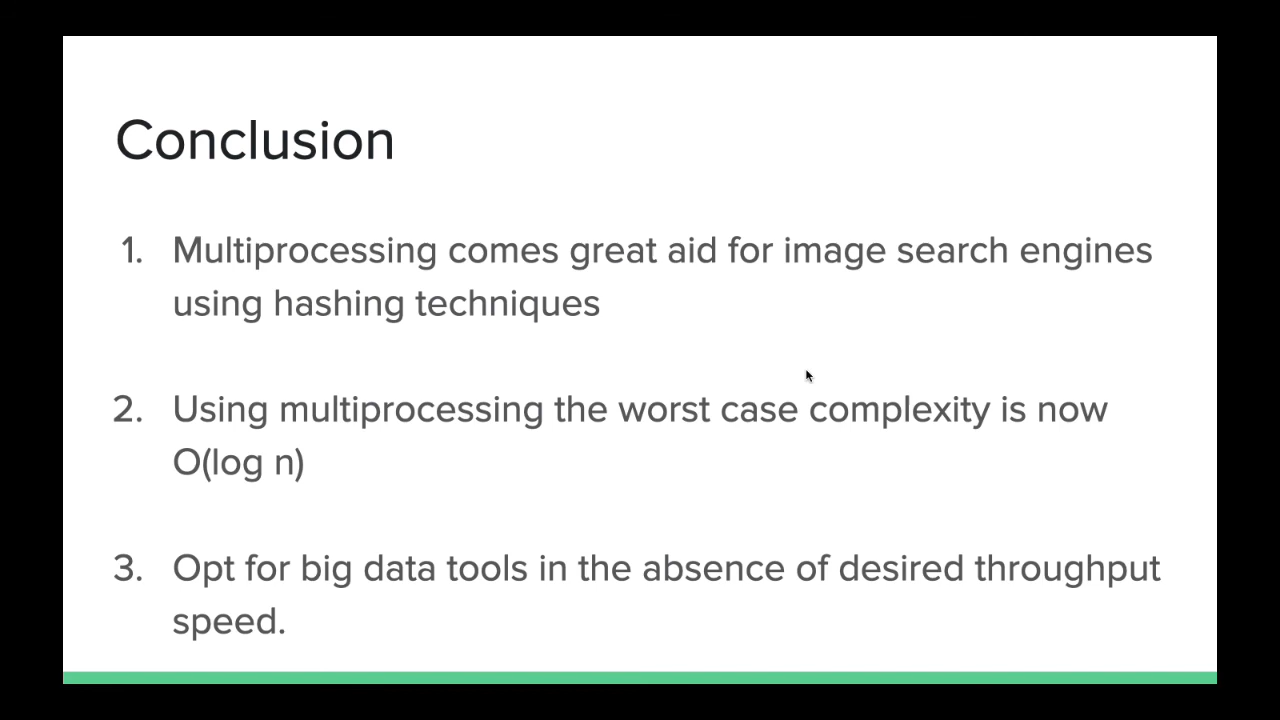 Conclusion
1. Multiprocessing comes great aid for image search engines
using hashing techniques
2. Using multiprocessing the worst case complexity is now
O(log n)
3. Opt for big data tools in the absence of desired throughput
speed.